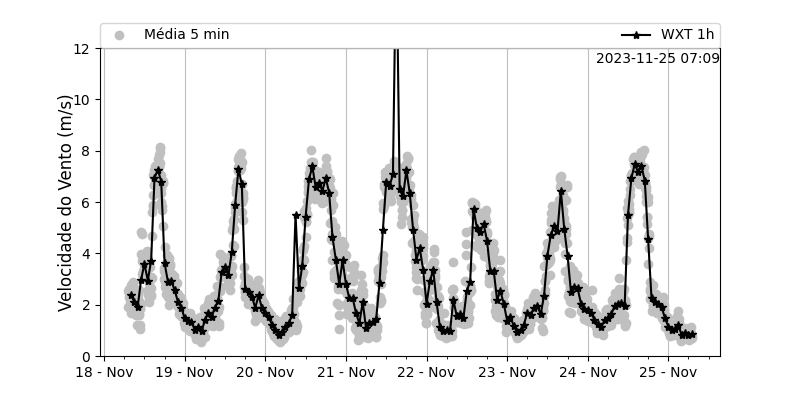 Média 5 min
WXT 1h
2023-11-25 07:09
Velocidade do Vento (m/s)
12
10
8
6
4
2
0
18 - Nov
19 - Nov
20 - Nov
21 - Nov
22 - Nov
23 - Nov
24 - Nov
25 - Nov